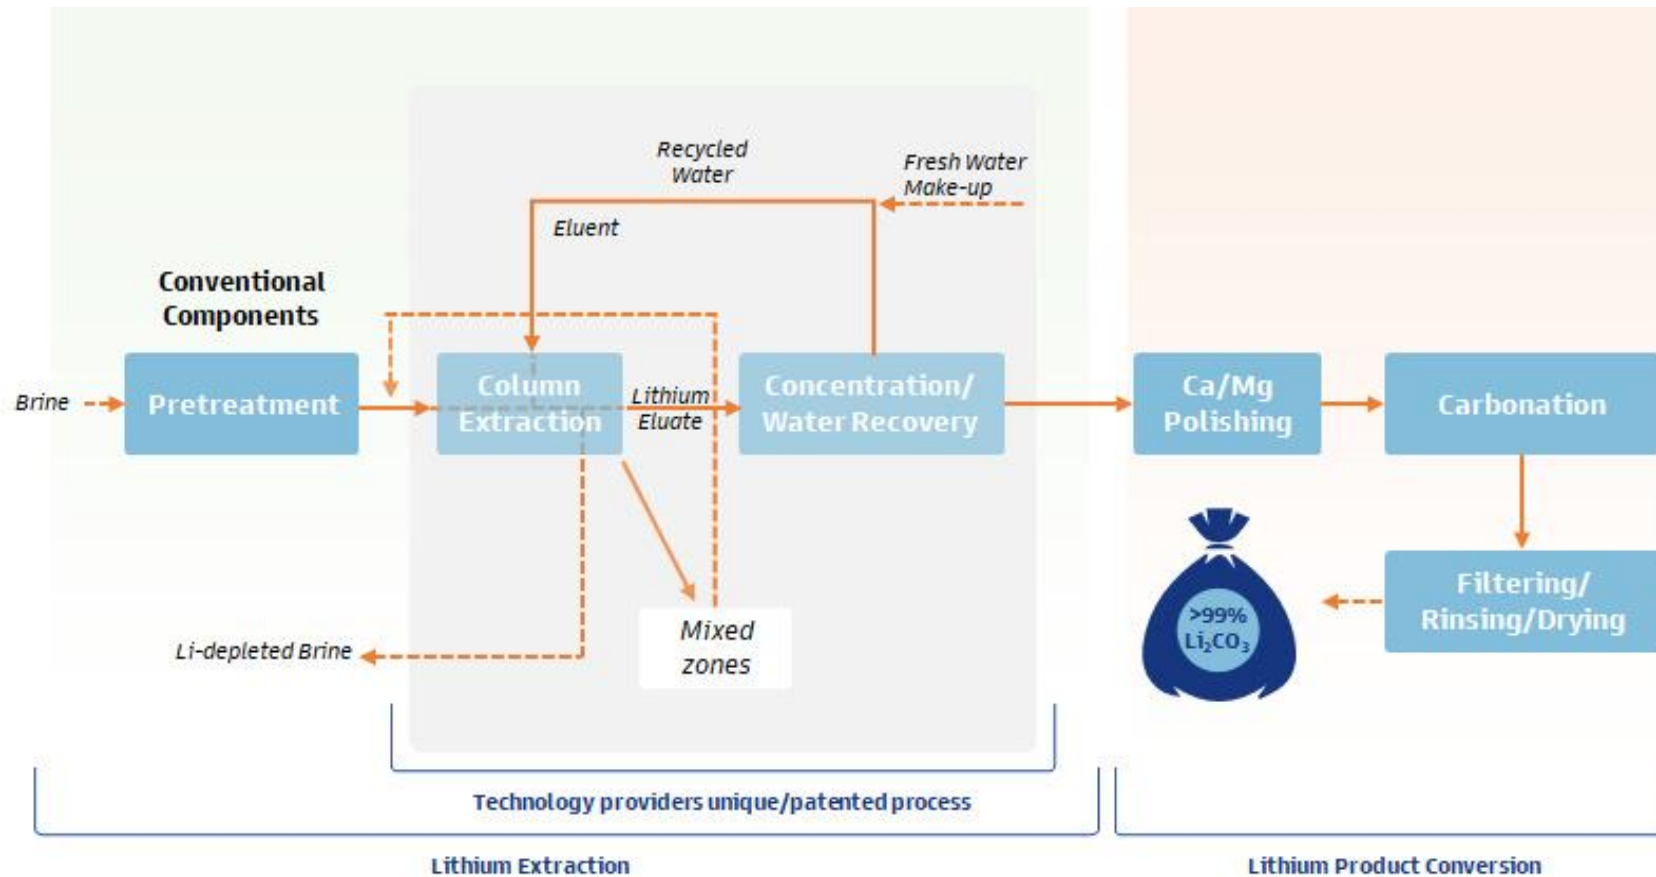 Recycled
Water
Fresh Water
Make-up
Eluent
Conventional
Components
Brine
Pretreatment
Column
Extraction
Lithium
Eluate
Concentration/
Water Recovery
Ca/Mg
Polishing
Carbonation
Li-depleted Brine
Mixed
zones
>99%
Li₂CO₃
Filtering/
Rinsing/Drying
Technology providers unique/patented process
Lithium Extraction
Lithium Product Conversion